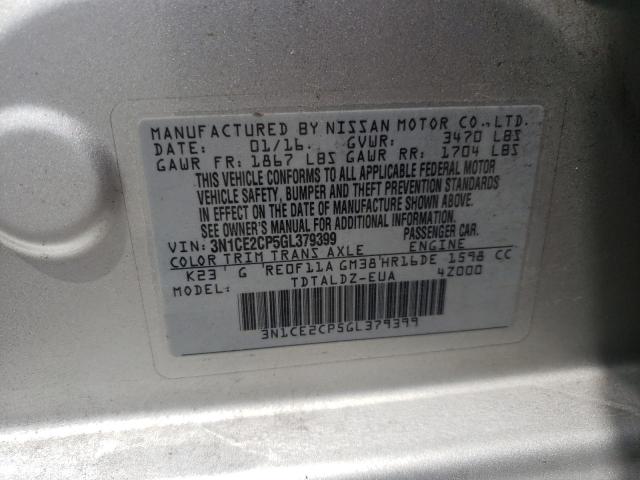 MANUFACTURED BY NISSAN MOTOR CO.,LTD.
DATE: 01/16. GVWR: 3470 LBS
GAWR FR: 1867 LBS GAWR RR: 1704 LBS
THIS VEHICLE CONFORMS TO ALL APPLICABLE FEDERAL MOTOR
VEHICLE SAFETY, BUMPER AND THEFT PREVENTION STANDARDS
IN EFFECT ON THE DATE OF MANUFACTURE SHOWN ABOVE.
SEE OWNER'S MANUAL FOR ADDITIONAL INFORMATION.
VIN: 3N1CE2CP5GL379399 PASSENGER CAR.
COLOR TRIM TRANS AXLE ENGINE
K23 G RE0F11A GM38 HR16DE 1598 CC
MODEL: TDTALDZ-EUA 4Z000
3N1CE2CP5GL379399